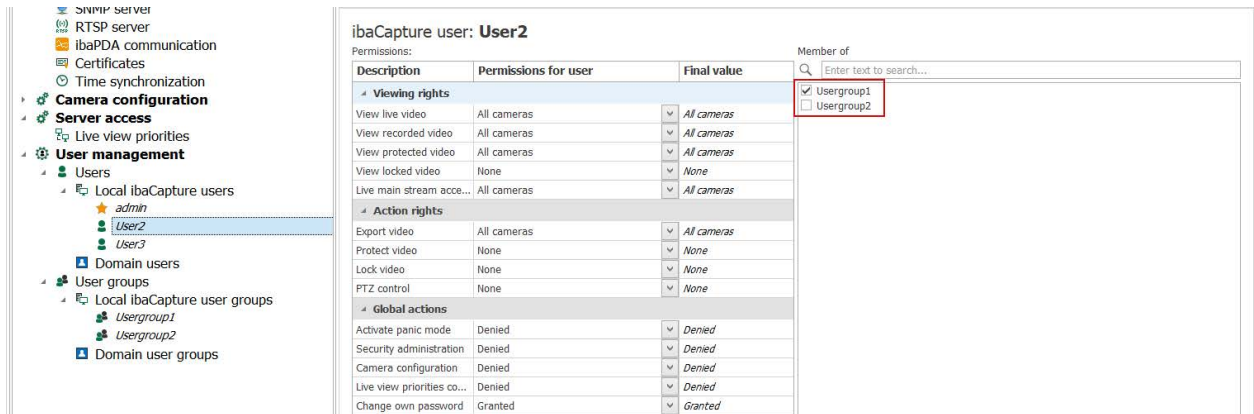 SNMP server
RTSP server
ibaPDA communication
Certificates
Time synchronization
Camera configuration
Server access
Live view priorities
User management
Users
Local ibaCapture users
admin
User2
User3
Domain users
User groups
Local ibaCapture user groups
Usergroup1
Usergroup2
Domain user groups
ibaCapture user: User2
Permissions:
Description Permissions for user Final value
Viewing rights
View live video All cameras All cameras
View recorded video All cameras All cameras
View protected video All cameras All cameras
View locked video None None
Live main stream acce... All cameras All cameras
Action rights
Export video All cameras All cameras
Protect video None None
Lock video None None
PTZ control None None
Global actions
Activate panic mode Denied Denied
Security administration Denied Denied
Camera configuration Denied Denied
Live view priorities co... Denied Denied
Change own password Granted Granted
Member of
Enter text to search...
Usergroup1
Usergroup2